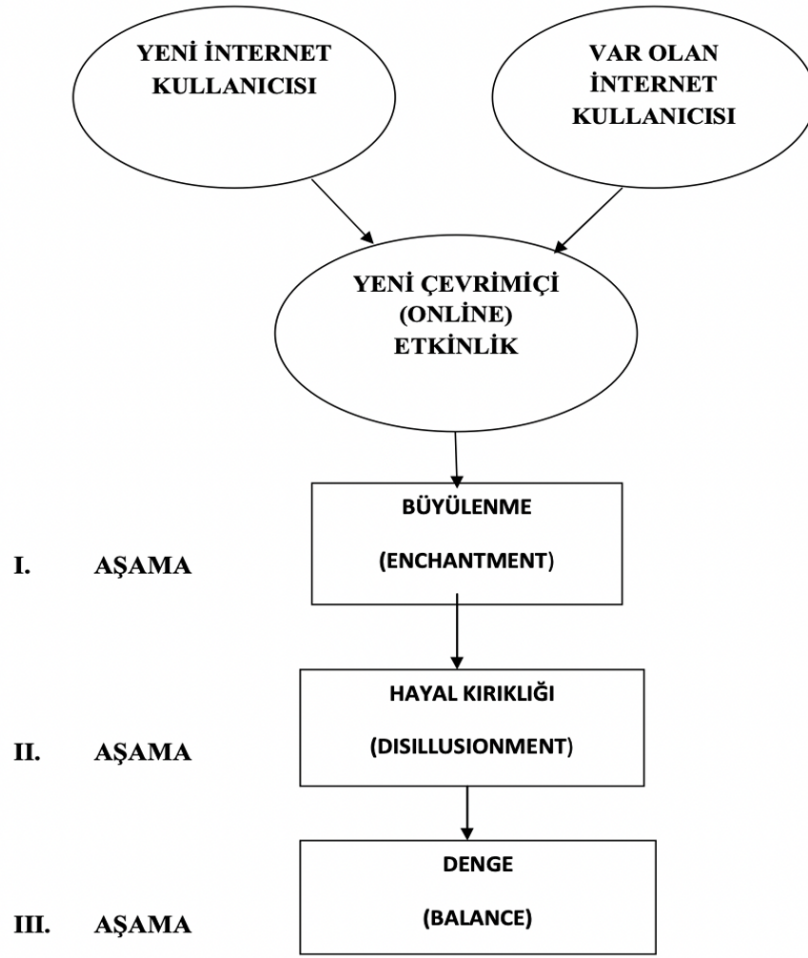 YENİ İNTERNET
KULLANICISI
VAR OLAN
İNTERNET
KULLANICISI
YENİ ÇEVRİMİÇİ
(ONLİNE)
ETKİNLİK
BÜYÜLENME
(ENCHANTMENT)
I. AŞAMA
HAYAL KIRIKLIĞI
(DISILLUSIONMENT)
II. AŞAMA
DENGE
(BALANCE)
III. AŞAMA